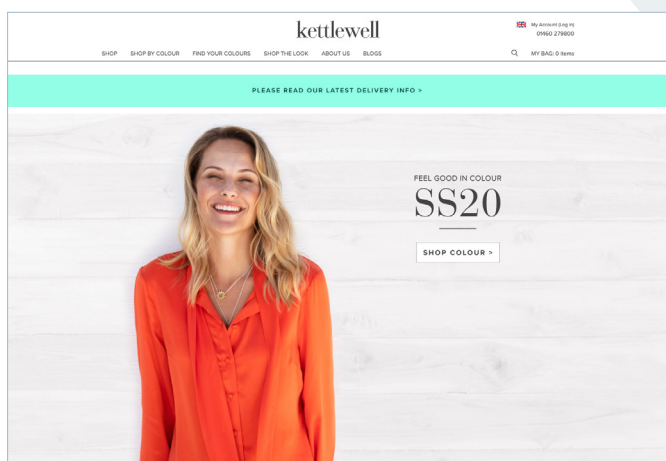 kettlewell
My Account (Log in)
01460 279800
SHOP SHOP BY COLOUR FIND YOUR COLOURS SHOP THE LOOK ABOUT US BLOGS
MY BAG: 0 items
PLEASE READ OUR LATEST DELIVERY INFO >
FEEL GOOD IN COLOUR
SS20
SHOP COLOUR >